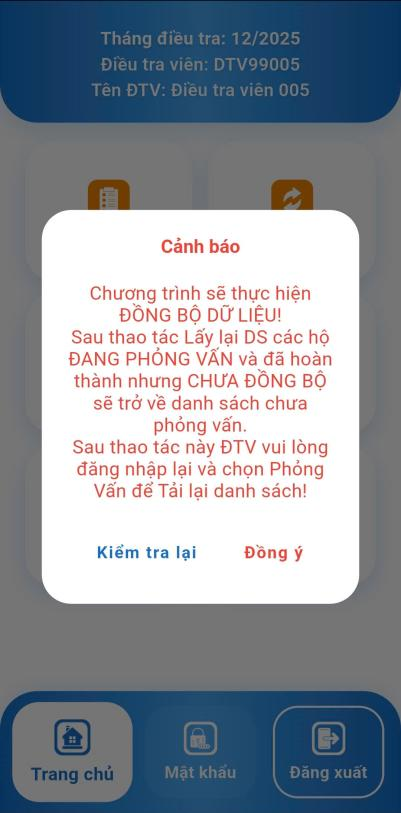 Tháng điều tra: 12/2025
Điều tra viên: DTV99005
Tên ĐTV: Điều tra viên 005
Cảnh báo
Chương trình sẽ thực hiện
ĐỒNG BỘ DỮ LIỆU!
Sau thao tác Lấy lại DS các hộ
ĐANG PHỎNG VẤN và đã hoàn
thành nhưng CHƯA ĐỒNG BỘ
sẽ trở về danh sách chưa
phỏng vấn.
Sau thao tác này ĐTV vui lòng
đăng nhập lại và chọn Phỏng
Vấn để Tải lại danh sách!
Kiểm tra lại Đồng ý
Trang chủ Mật khẩu Đăng xuất